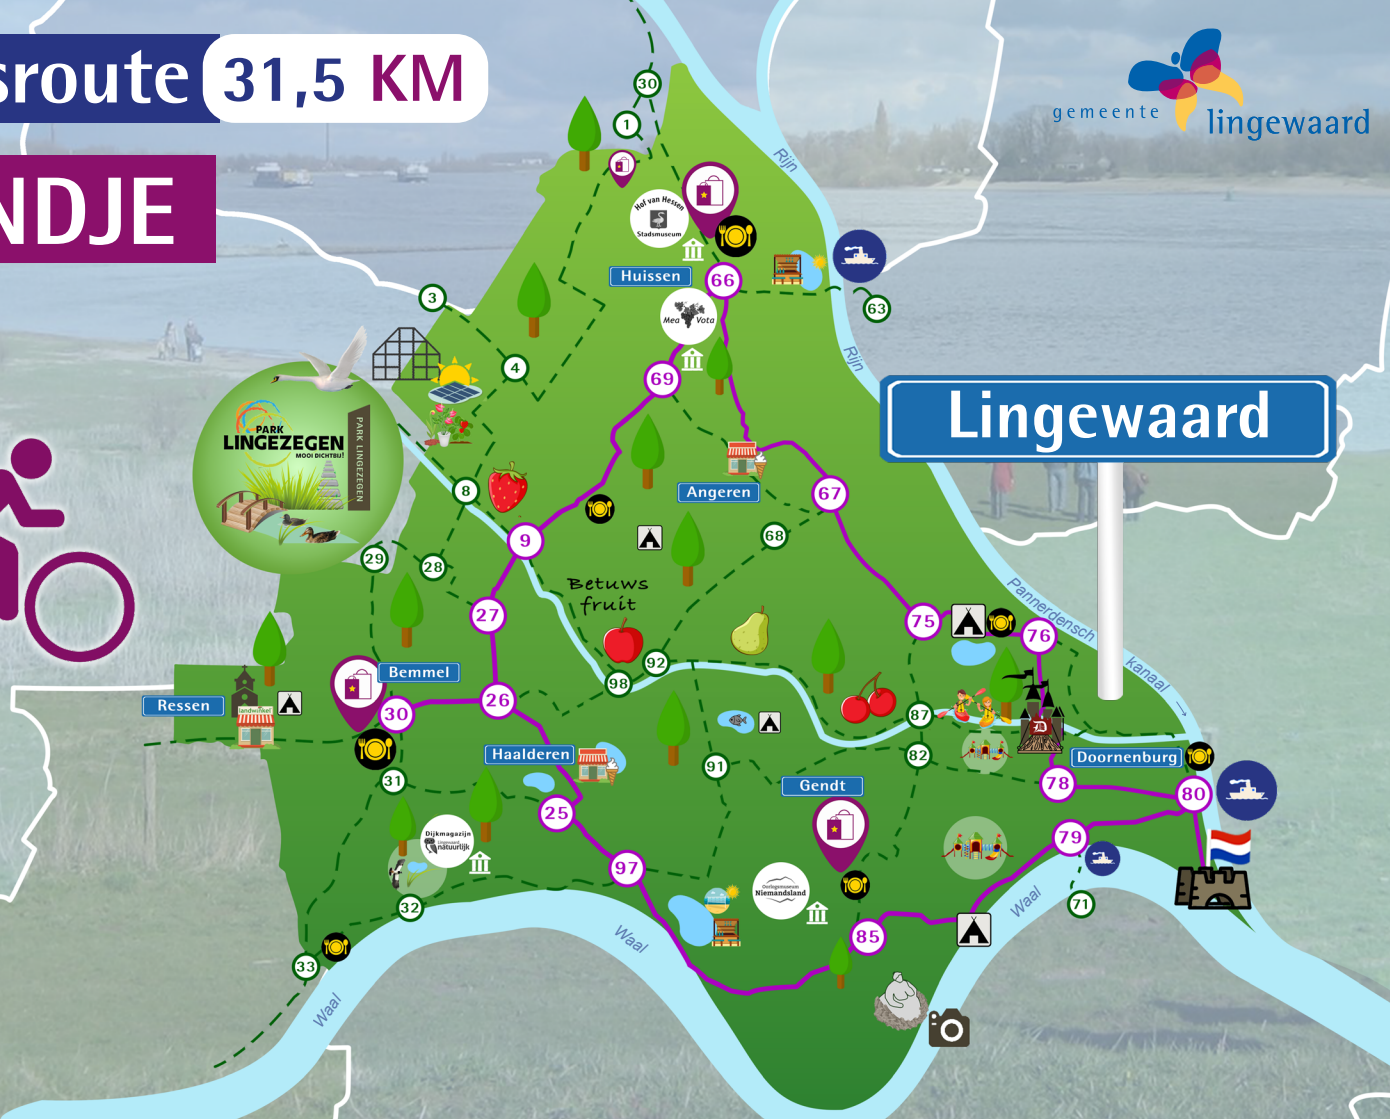 sroute 31,5 KM
NDJE
gemeente lingewaard
Lingewaard
30
1
Rijn
Hof van Hessen
Stadsmuseum
Huissen
66
63
3
Mea Vota
Rijn
4
69
PARK
LINGEZEGEN
MOOI DICHTBIJ!
PARK LINGEZEGEN
8
Angeren
67
9
68
29
28
Betuws
fruit
27
75
76
Pannerdensch kanaal
92
98
Bemmel
Ressen
landwinkel
30
26
87
D
Haalderen
91
82
Doornenburg
31
Gendt
78
80
25
Dijkmagazijn
Lingewaard
natuurlijk
79
97
Oorlogsmuseum
Niemandsland
Waal
71
32
85
Waal
33
Waal